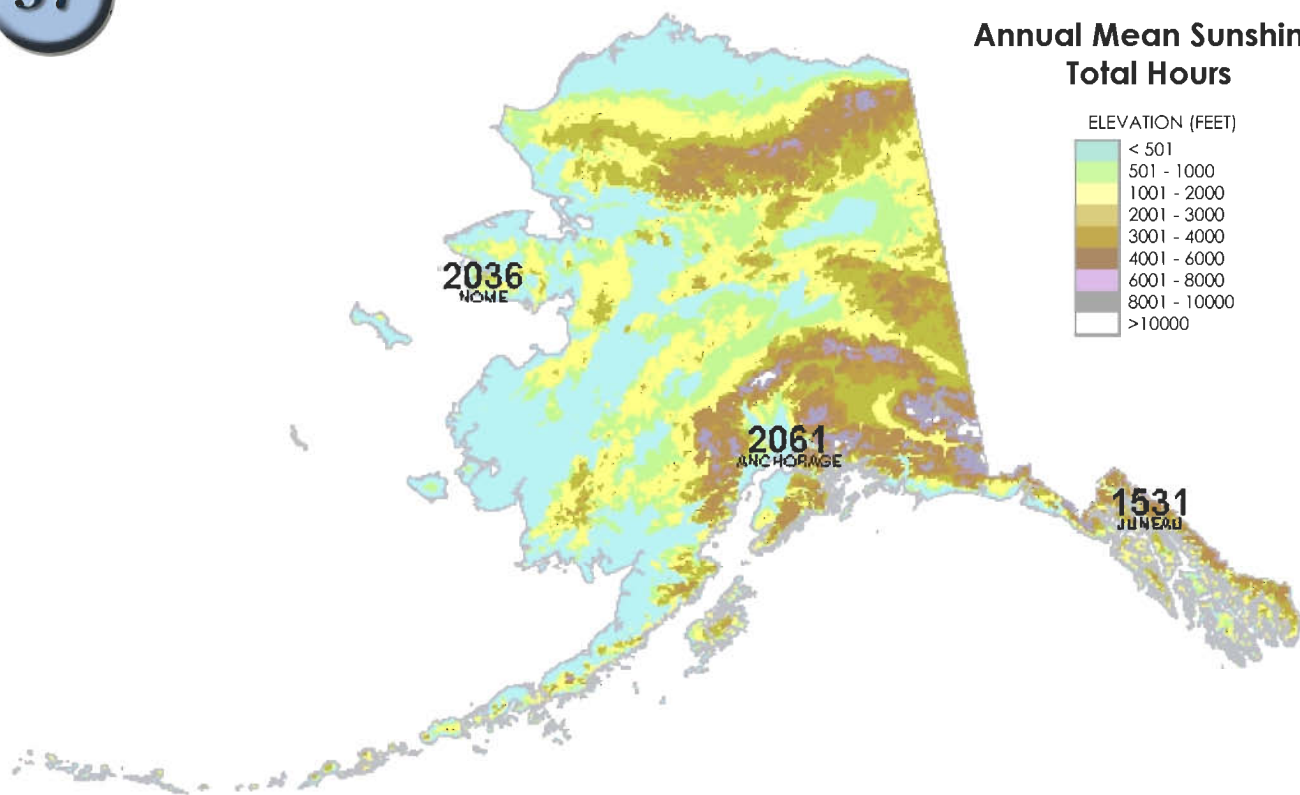 Annual Mean Sunshin
Total Hours
ELEVATION (FEET)
< 501
501 - 1000
1001 - 2000
2001 - 3000
3001 - 4000
4001 - 6000
6001 - 8000
8001 - 10000
>10000
2036
NOME
2061
ANCHORAGE
1531
JUNEAU